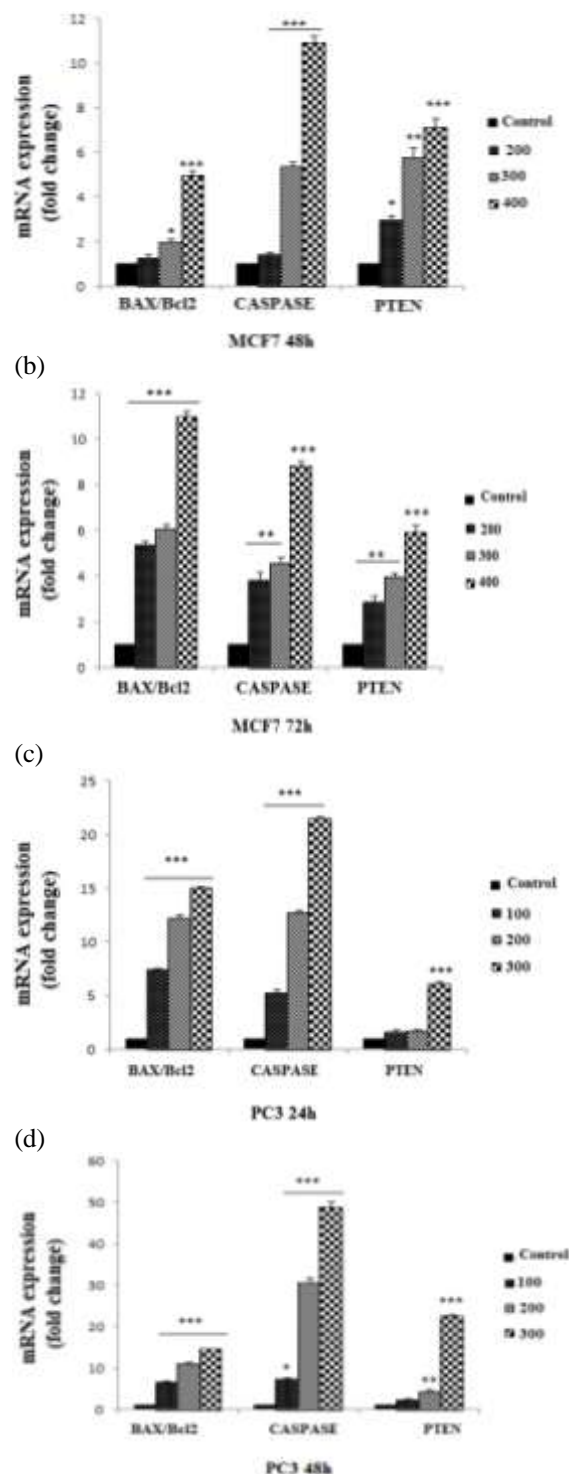 12
10
8
6
4
2
0
mRNA expression
(fold change)
***
*
***
*
**
***
Control
200
300
400
BAX/Bcl2 CASPASE PTEN
MCF7 48h
(b)
12
10
8
6
4
2
0
mRNA expression
(fold change)
***
**
***
**
***
Control
200
300
400
BAX/Bcl2 CASPASE PTEN
MCF7 72h
(c)
25
20
15
10
5
0
mRNA expression
(fold change)
***
***
***
Control
100
200
300
BAX/Bcl2 CASPASE PTEN
PC3 24h
(d)
60
50
40
30
20
10
0
mRNA expression
(fold change)
***
*
***
**
***
Control
100
200
300
BAX/Bcl2 CASPASE PTEN
PC3 48h